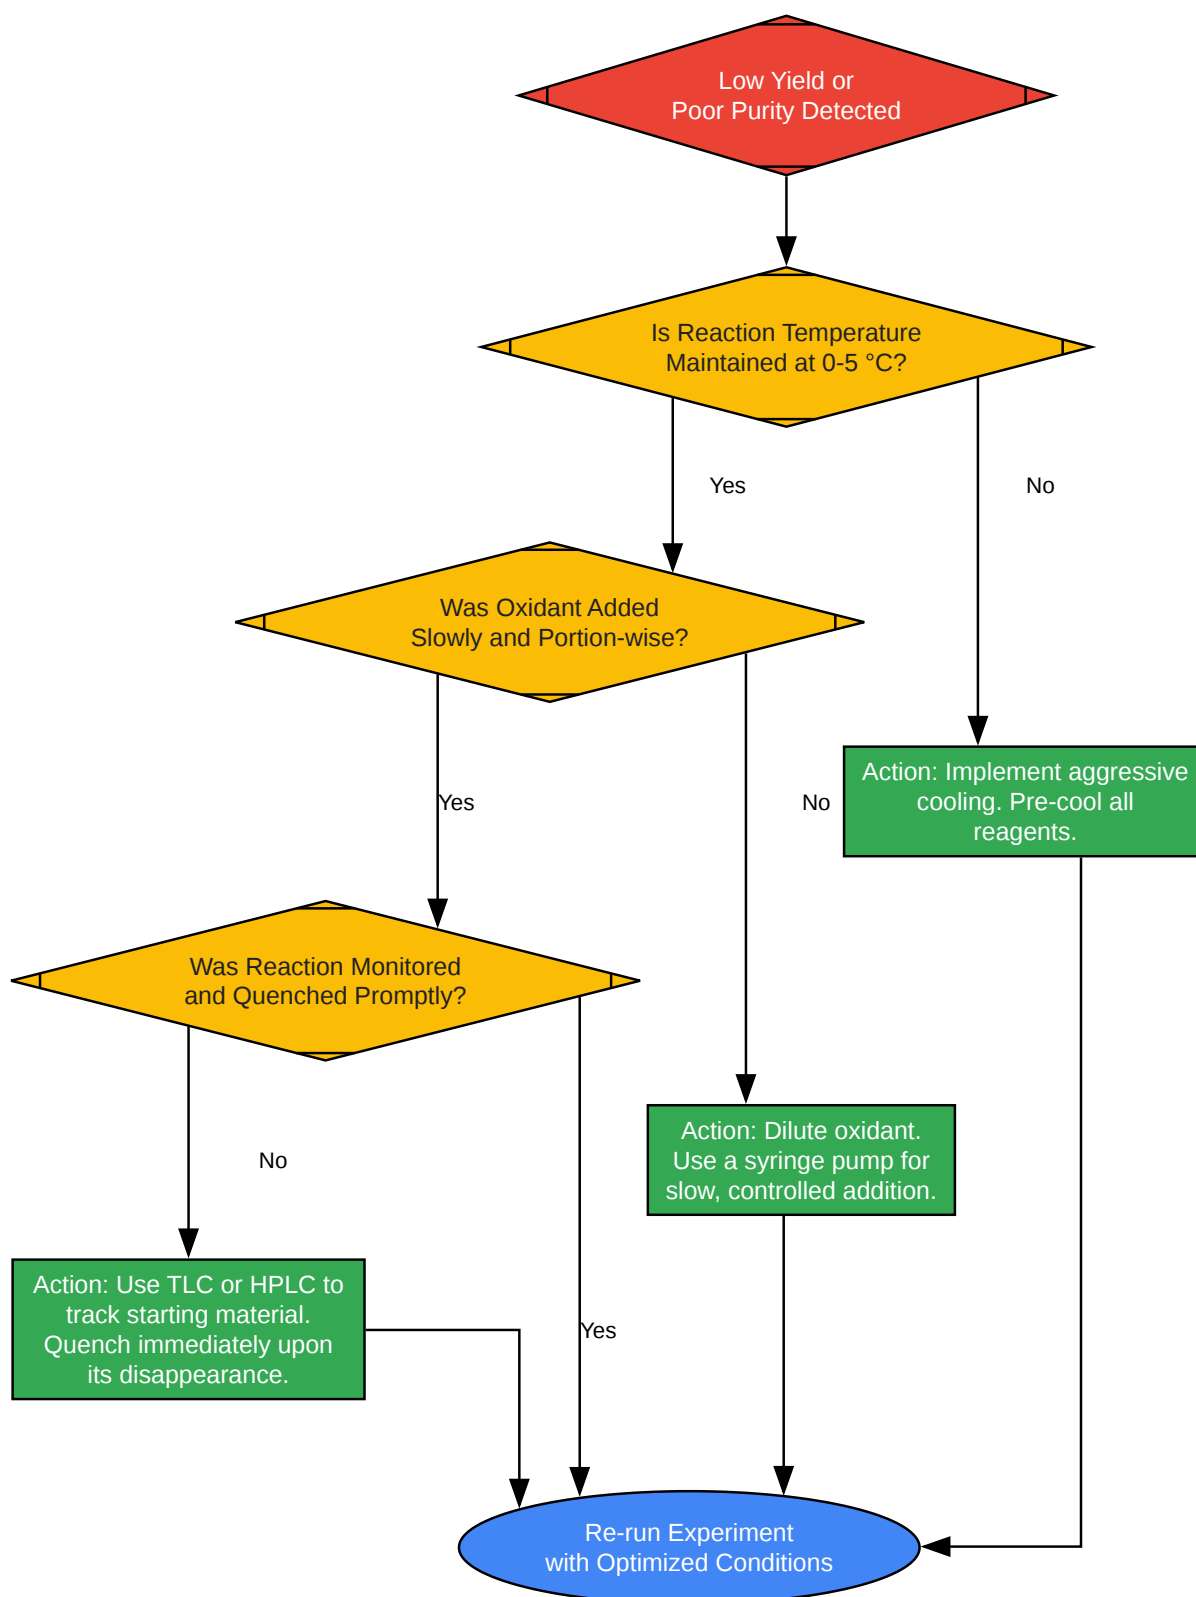 Low Yield or
Poor Purity Detected
Is Reaction Temperature
Maintained at 0-5 °C?
Yes
No
Was Oxidant Added
Slowly and Portion-wise?
Yes
No
Action: Implement aggressive
cooling. Pre-cool all
reagents.
Was Reaction Monitored
and Quenched Promptly?
No
Action: Dilute oxidant.
Use a syringe pump for
slow, controlled addition.
Action: Use TLC or HPLC to
track starting material.
Quench immediately upon
its disappearance.
Yes
Re-run Experiment
with Optimized Conditions